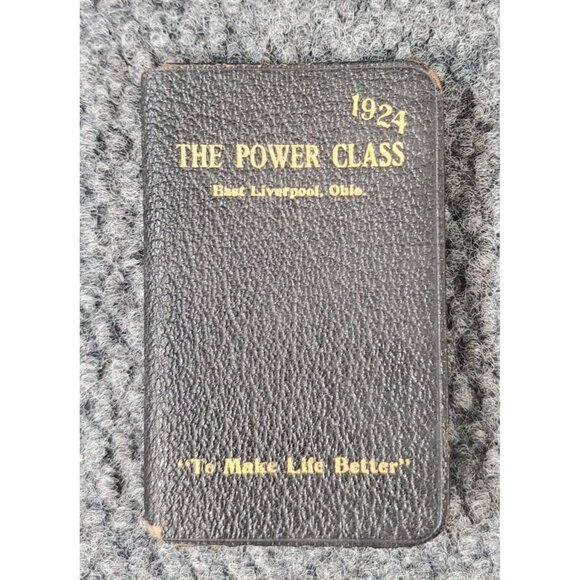 1924
THE POWER CLASS
East Liverpool, Ohio.
"To Make Life Better"